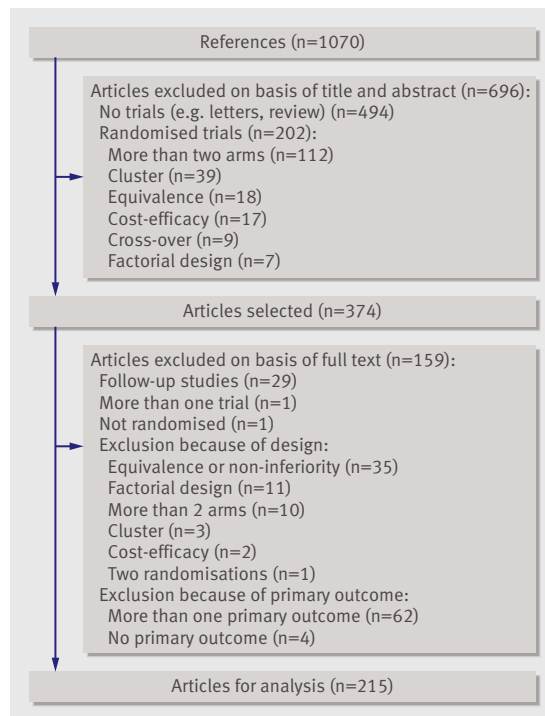 References (n=1070)
Articles excluded on basis of title and abstract (n=696):
No trials (e.g. letters, review) (n=494)
Randomised trials (n=202):
More than two arms (n=112)
Cluster (n=39)
Equivalence (n=18)
Cost-efficacy (n=17)
Cross-over (n=9)
Factorial design (n=7)
Articles selected (n=374)
Articles excluded on basis of full text (n=159):
Follow-up studies (n=29)
More than one trial (n=1)
Not randomised (n=1)
Exclusion because of design:
Equivalence or non-inferiority (n=35)
Factorial design (n=11)
More than 2 arms (n=10)
Cluster (n=3)
Cost-efficacy (n=2)
Two randomisations (n=1)
Exclusion because of primary outcome:
More than one primary outcome (n=62)
No primary outcome (n=4)
Articles for analysis (n=215)